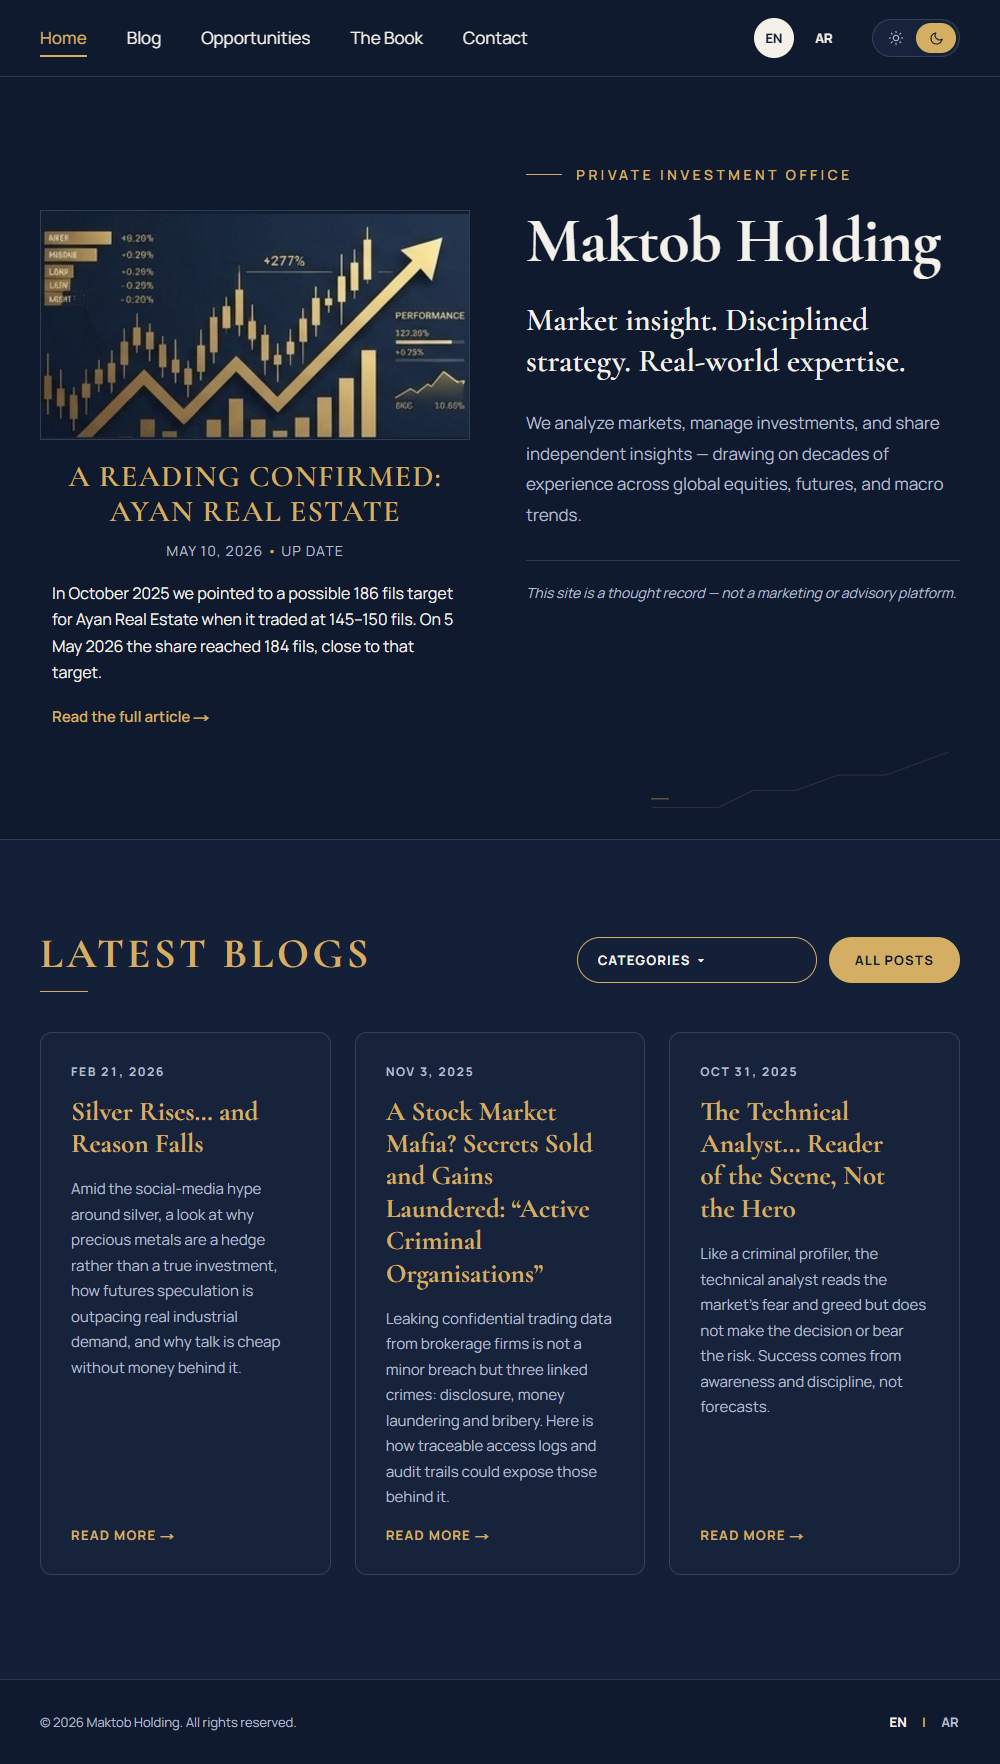 Home Blog Opportunities The Book Contact EN AR
+277%
+0.29%
PERFORMANCE
PRIVATE INVESTMENT OFFICE
Maktob Holding
Market insight. Disciplined
strategy. Real-world expertise.
We analyze markets, manage investments, and share
independent insights — drawing on decades of
experience across global equities, futures, and macro
trends.
This site is a thought record — not a marketing or advisory platform.
A READING CONFIRMED:
AYAN REAL ESTATE
MAY 10, 2026 • UP DATE
In October 2025 we pointed to a possible 186 fils target
for Ayan Real Estate when it traded at 145–150 fils. On 5
May 2026 the share reached 184 fils, close to that
target.
Read the full article →
LATEST BLOGS
CATEGORIES
ALL POSTS
FEB 21, 2026
Silver Rises... and
Reason Falls
Amid the social-media hype
around silver, a look at why
precious metals are a hedge
rather than a true investment,
how futures speculation is
outpacing real industrial
demand, and why talk is cheap
without money behind it.
READ MORE →
NOV 3, 2025
A Stock Market
Mafia? Secrets Sold
and Gains
Laundered: “Active
Criminal
Organisations”
Leaking confidential trading data
from brokerage firms is not a
minor breach but three linked
crimes: disclosure, money
laundering and bribery. Here is
how traceable access logs and
audit trails could expose those
behind it.
READ MORE →
OCT 31, 2025
The Technical
Analyst... Reader
of the Scene, Not
the Hero
Like a criminal profiler, the
technical analyst reads the
market’s fear and greed but does
not make the decision or bear
the risk. Success comes from
awareness and discipline, not
forecasts.
READ MORE →
© 2026 Maktob Holding. All rights reserved.
EN | AR